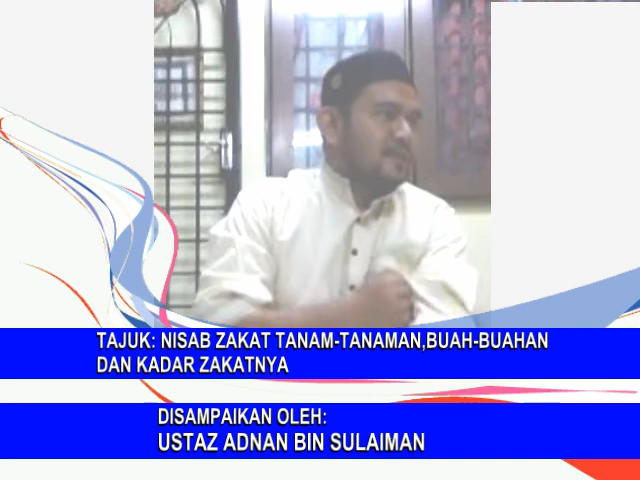 TAJUK: NISAB ZAKAT TANAM-TANAMAN,BUAH-BUAHAN
DAN KADAR ZAKATNYA
DISAMPAIKAN OLEH:
USTAZ ADNAN BIN SULAIMAN